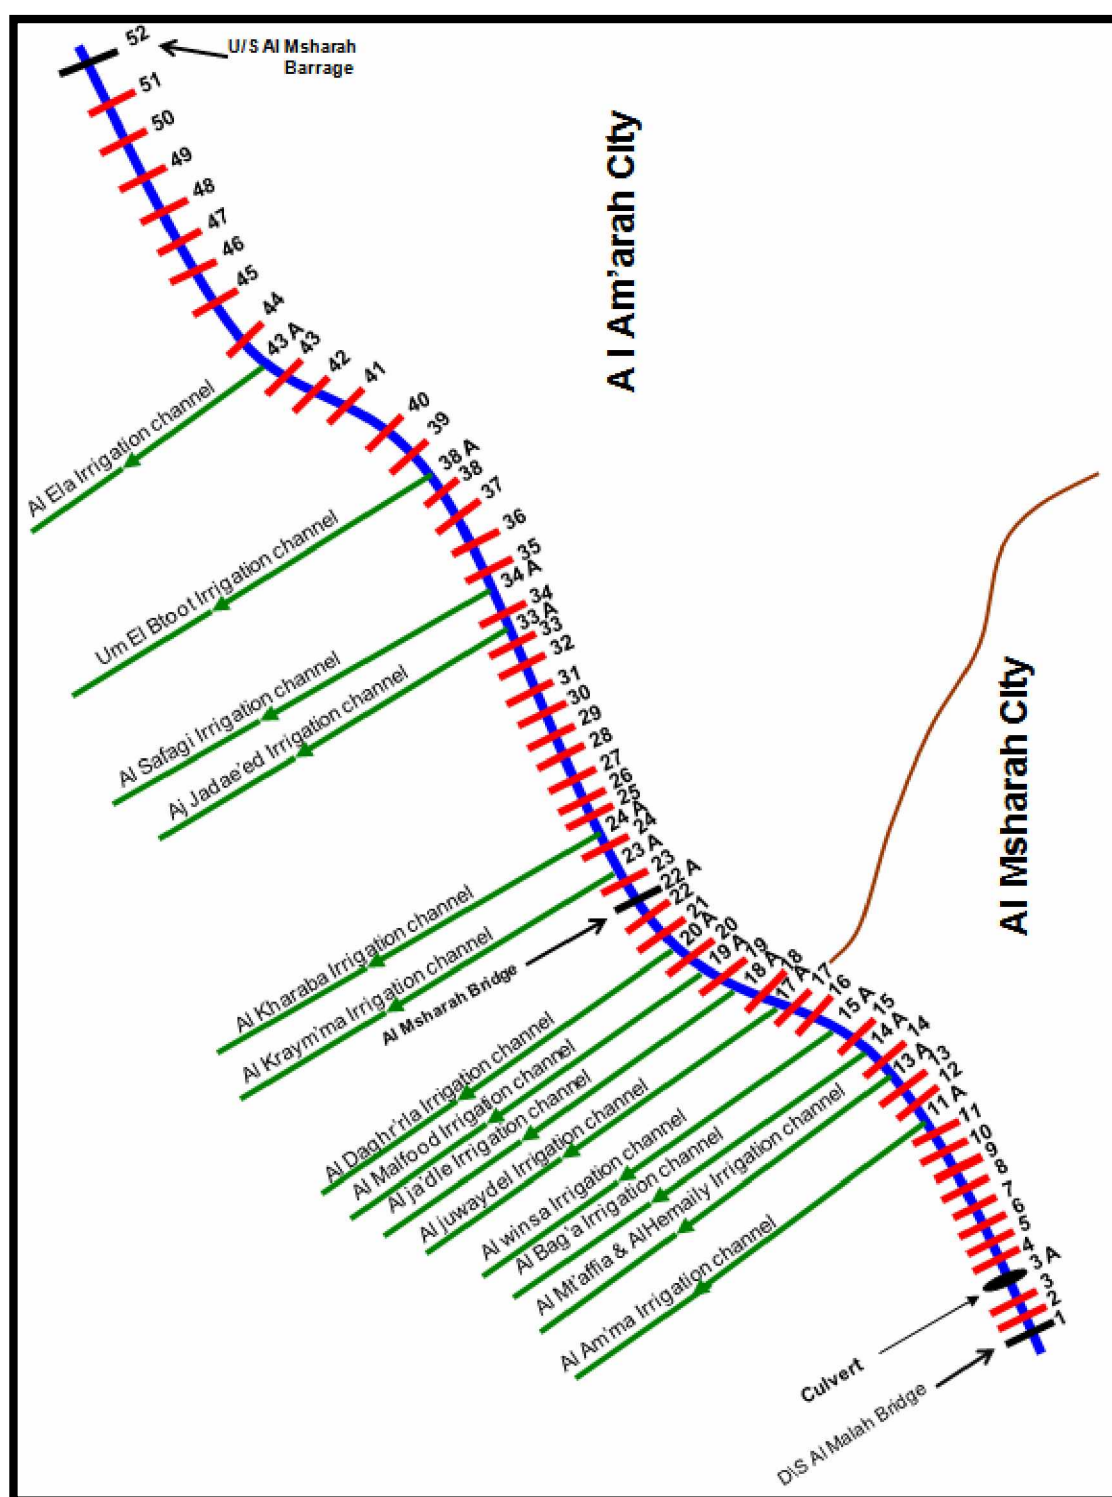 52
U/S Al Msharah
Barrage
51
50
49
48
47
46
45
44
43 A
43
42
41
40
39
38 A
38
37
36
35
34 A
34
33 A
33
32
31
30
29
28
27
26
25
24 A
24
23 A
23
22 A
22
21
20 A
20
19 A
19
18 A
18
17 A
17
16
15 A
15
14 A
14
13 A
13
12
11 A
11
10
9
8
7
6
5
4
3 A
3
2
1
A l Am'arah CIty
Al Msharah CIty
Al Ela Irrigation channel
Um El Btoot Irrigation channel
Al Safagi Irrigation channel
Aj Jadae'ed Irrigation channel
Al Kharaba Irrigation channel
Al Kraym'ma Irrigation channel
Al Msharah Bridge
Al Daghr'rla Irrigation channel
Al Malfood Irrigation channel
Al ja'dle Irrigation channel
Al juwaydel Irrigation channel
Al winsa Irrigation channel
Al Bag'a Irrigation channel
Al Mt'affia & AlHemaily Irrigation channel
Al Am'ma Irrigation channel
Culvert
D\S Al Malah Bridge